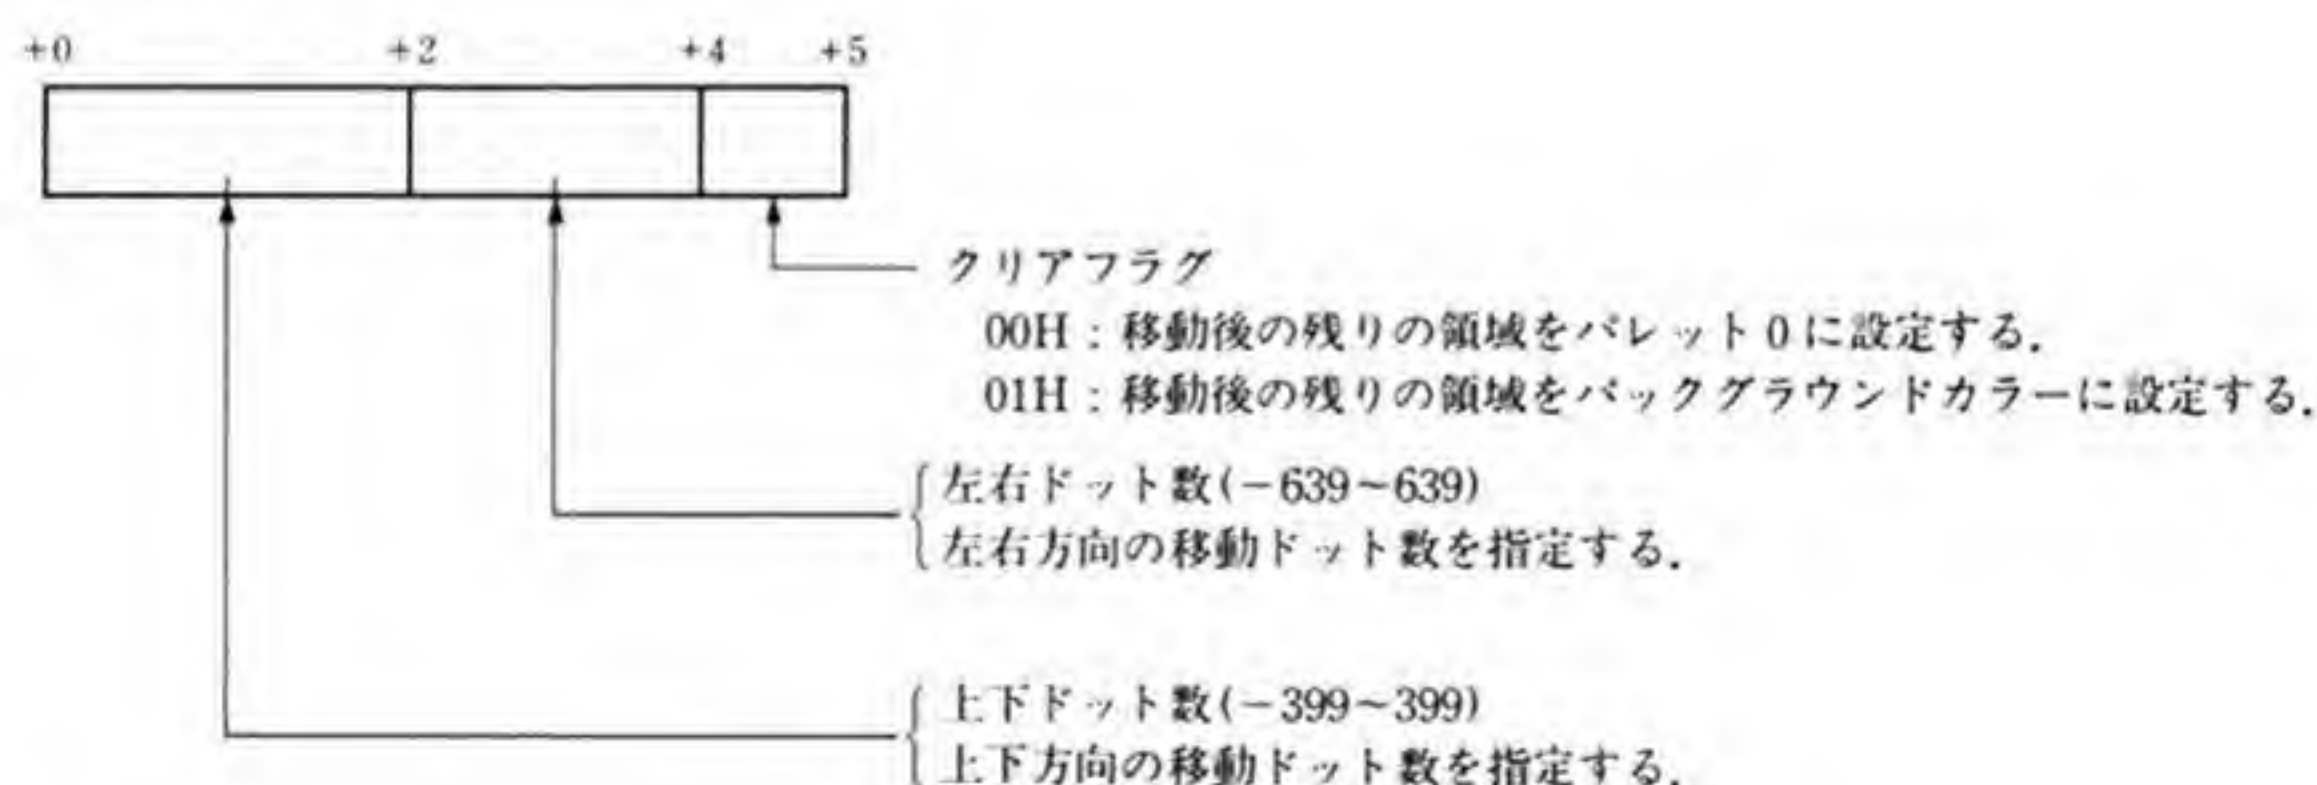 +0 +2 +4 +5
クリアフラグ
00H：移動後の残りの領域をパレット0に設定する．
01H：移動後の残りの領域をバックグラウンドカラーに設定する．
左右ドット数(－639～639)
左右方向の移動ドット数を指定する．
上下ドット数(－399～399)
上下方向の移動ドット数を指定する．